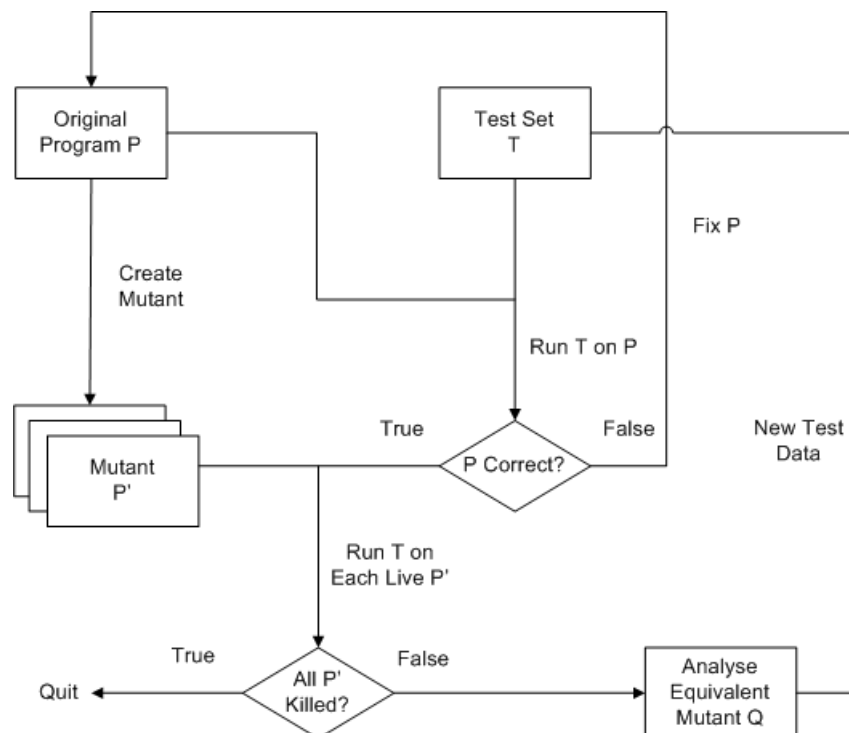 Original
Program P
Test Set
T
Fix P
Create
Mutant
Run T on P
True
False
New Test
Data
Mutant
P'
P Correct?
Run T on
Each Live P'
True
False
Quit
All P'
Killed?
Analyse
Equivalent
Mutant Q